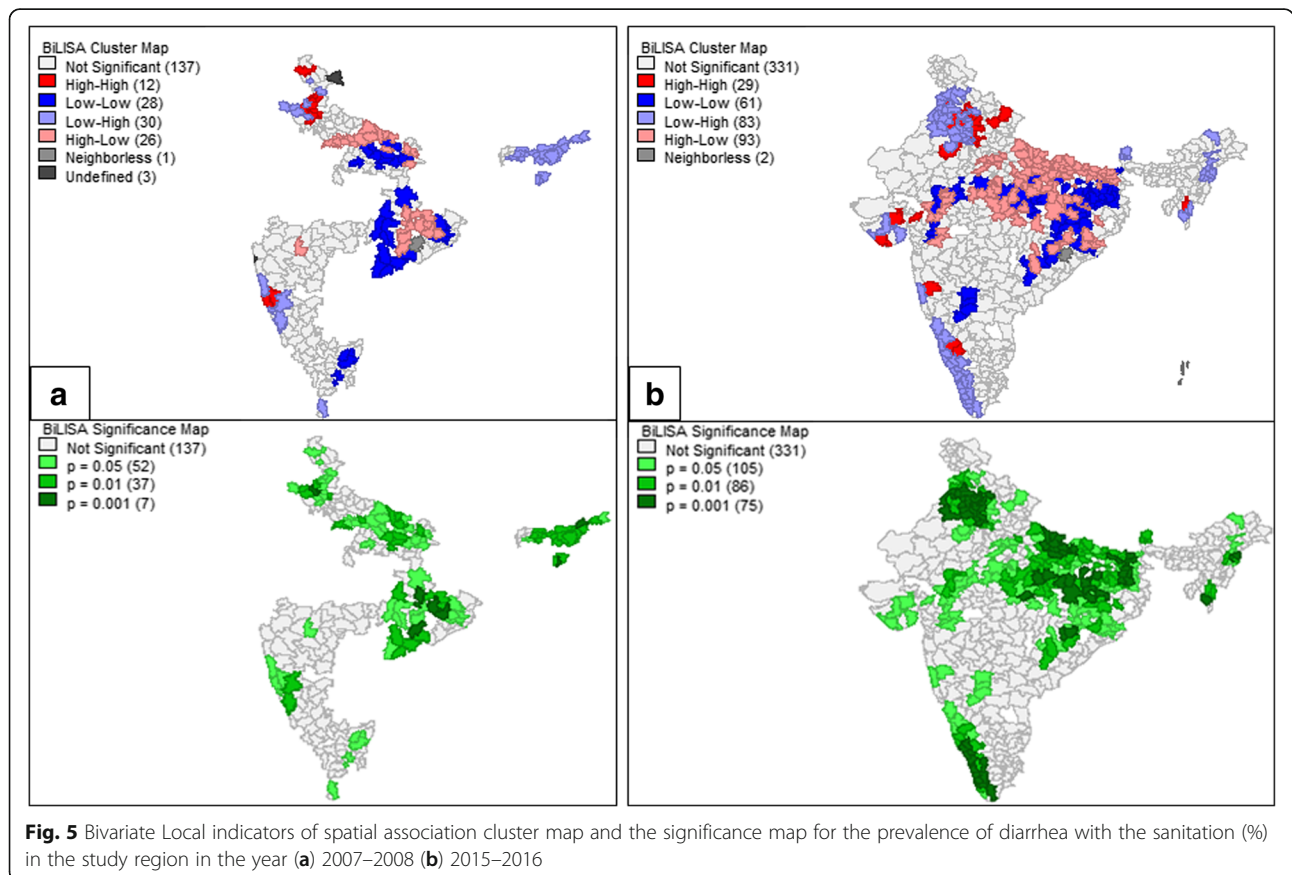 BiLISA Cluster Map
Not Significant (137)
High-High (12)
Low-Low (28)
Low-High (30)
High-Low (26)
Neighborless (1)
Undefined (3)
a
BiLISA Significance Map
Not Significant (137)
p = 0.05 (52)
p = 0.01 (37)
p = 0.001 (7)
BiLISA Cluster Map
Not Significant (331)
High-High (29)
Low-Low (61)
Low-High (83)
High-Low (93)
Neighborless (2)
b
BiLISA Significance Map
Not Significant (331)
p = 0.05 (105)
p = 0.01 (86)
p = 0.001 (75)
Fig. 5 Bivariate Local indicators of spatial association cluster map and the significance map for the prevalence of diarrhea with the sanitation (%)
in the study region in the year (a) 2007–2008 (b) 2015–2016